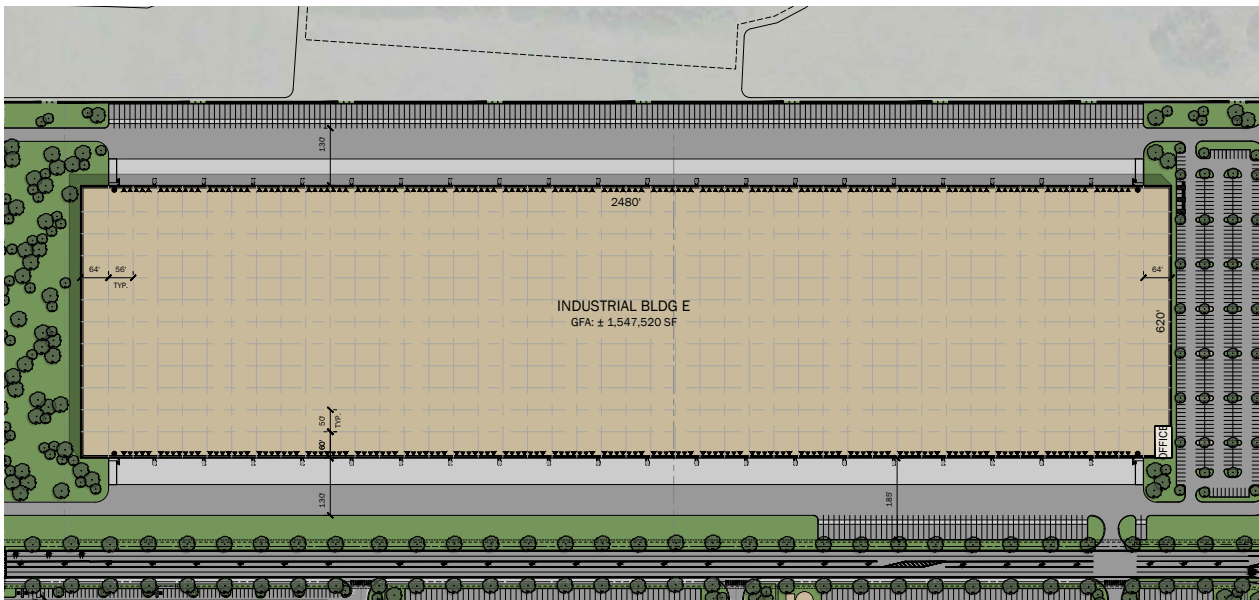 130'
2480'
64'
56'
TYP.
64'
INDUSTRIAL BLDG E
GFA: ± 1,547,520 SF
620'
50'
TYP.
60'
OFFICE
130'
185'